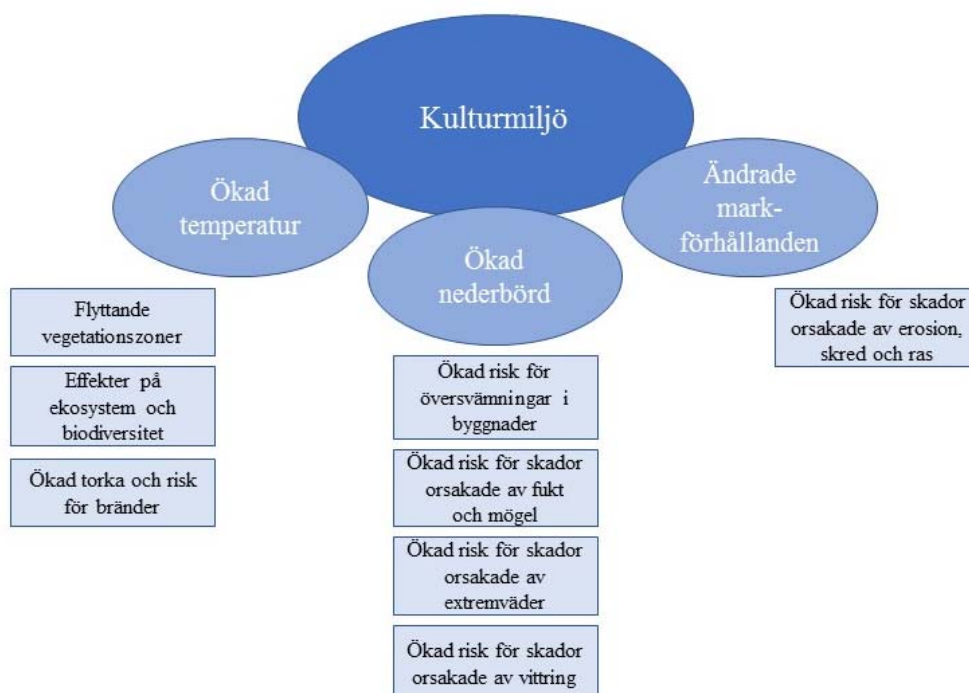 Kulturmiljö
Ökad
temperatur
Ökad
nederbörd
Ändrade
mark-
förhållanden
Flyttande
vegetationszoner
Effekter på
ekosystem och
biodiversitet
Ökad torka och risk
för bränder
Ökad risk för
översvämningar i
byggnader
Ökad risk för skador
orsakade av fukt
och mögel
Ökad risk för skador
orsakade av
extremväder
Ökad risk för skador
orsakade av vittring
Ökad risk för skador
orsakade av erosion,
skred och ras